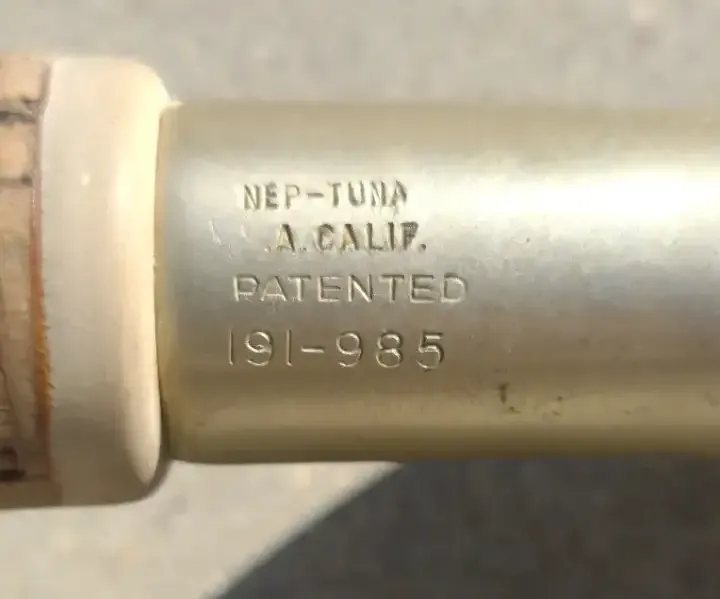 NEP-TUNA
.A. CALIF.
PATENTED
191-985